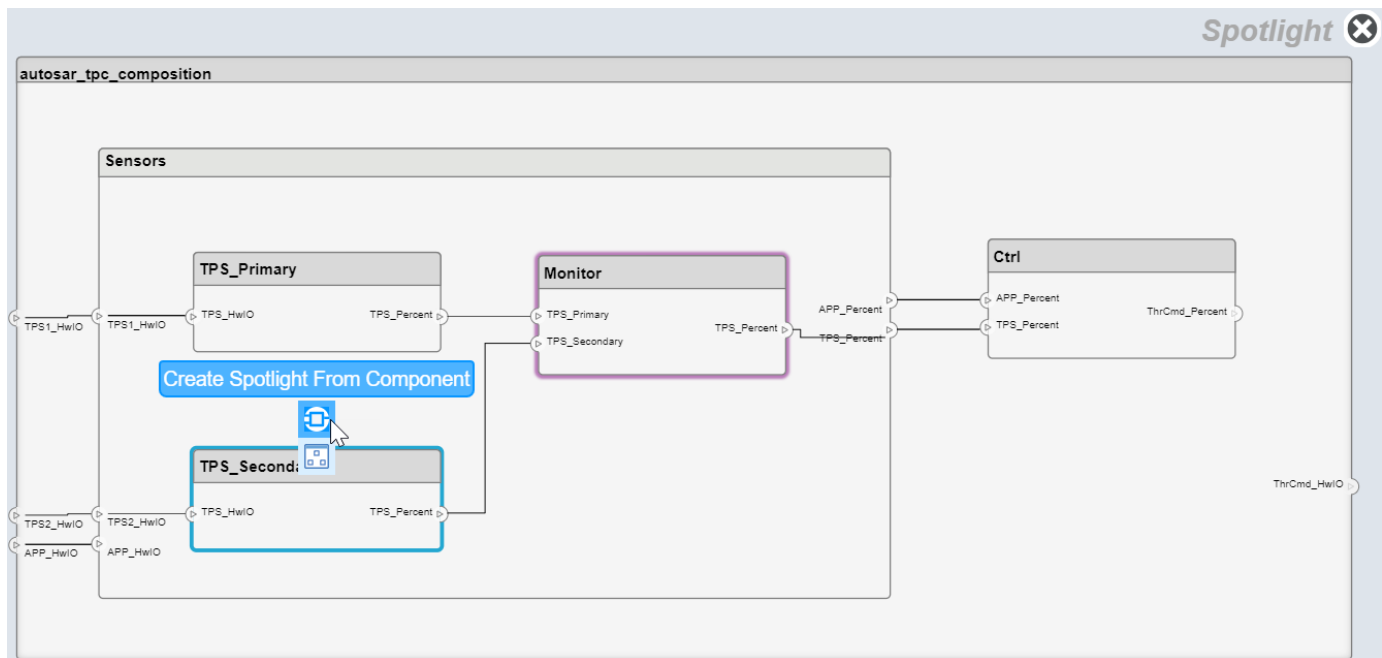 Spotlight
autosar_tpc_composition
Sensors
TPS_Primary
TPS_HwIO
TPS_Percent
Monitor
TPS_Primary
TPS_Secondary
TPS_Percent
APP_Percent
TPS_Percent
Ctrl
APP_Percent
TPS_Percent
ThrCmd_Percent
TPS1_HwIO
TPS1_HwIO
Create Spotlight From Component
TPS_Seconda
TPS_HwIO
TPS_Percent
ThrCmd_HwIO
TPS2_HwIO
TPS2_HwIO
APP_HwIO
APP_HwIO